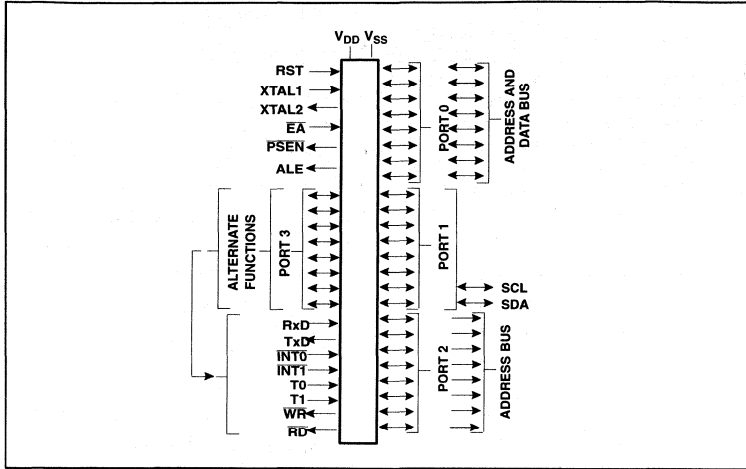 VDD VSS
RST
XTAL1
XTAL2
EA
PSEN
ALE
PORT 0
ADDRESS AND
DATA BUS
ALTERNATE
FUNCTIONS
PORT 3
PORT 1
SCL
SDA
RxD
TxD
INT0
INT1
T0
T1
WR
RD
PORT 2
ADDRESS BUS